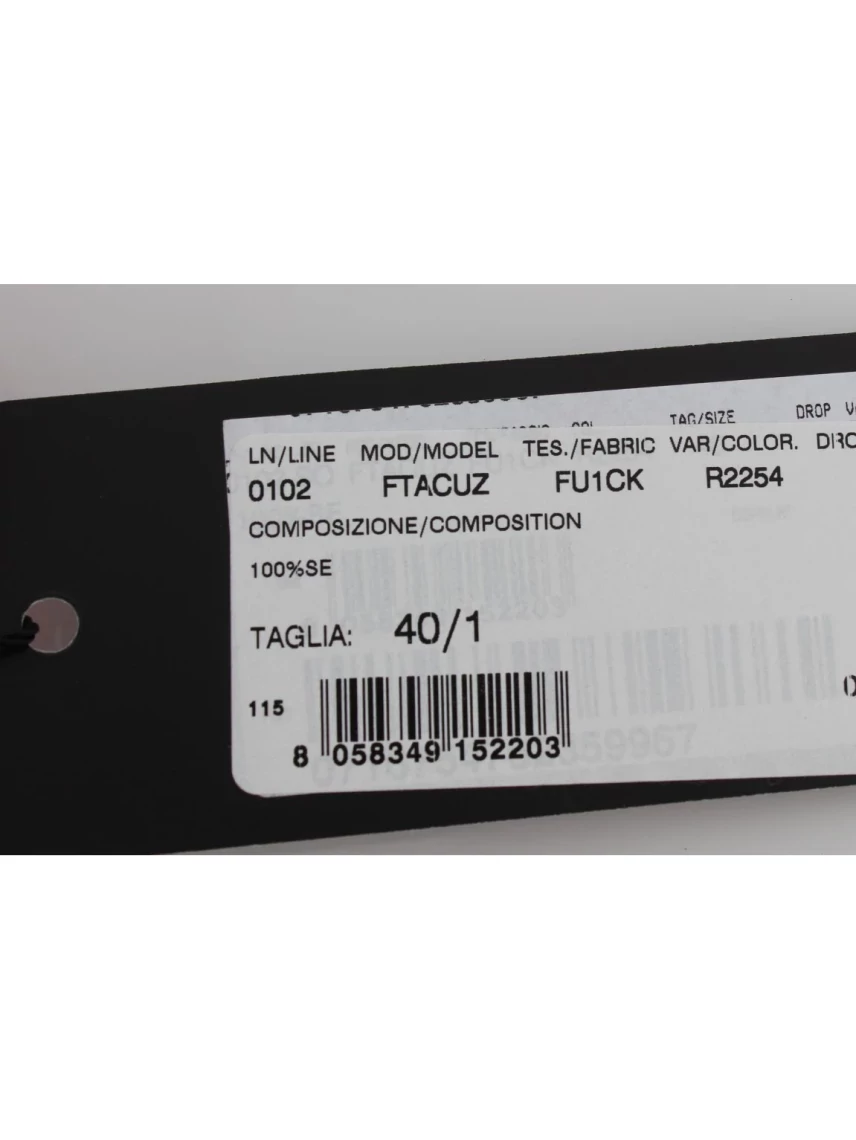 TAG/SIZE DROP
LN/LINE MOD/MODEL TES./FABRIC VAR/COLOR.
0102 FTACUZ FU1CK R2254
COMPOSIZIONE/COMPOSITION
100%SE
TAGLIA: 40/1
115
8 058349 152203